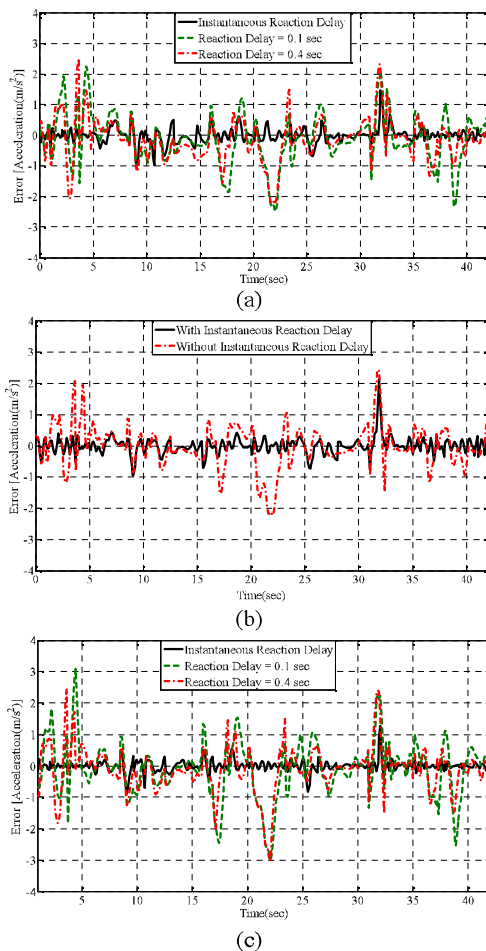 Instantancous Reaction Delay
Reaction Delay = 0.1 sec
Reaction Delay = 0.4 sec
Error [Acceleration(m/s²)]
4
3
2
1
0
-1
-2
-3
-4
0 5 10 15 20 25 30 35 40
Time(sec)
(a)
With Instantaneous Reaction Delay
Without Instantaneous Reaction Delay
Error [Acceleration(m/s²)]
4
3
2
1
0
-1
-2
-3
-4
0 5 10 15 20 25 30 35 40
Time(sec)
(b)
Instantaneous Reaction Delay
Reaction Delay = 0.1 sec
Reaction Delay = 0.4 sec
Error [Acceleration(m/s²)]
4
3
2
1
0
-1
-2
-3
-4
5 10 15 20 25 30 35 40
Time(sec)
(c)